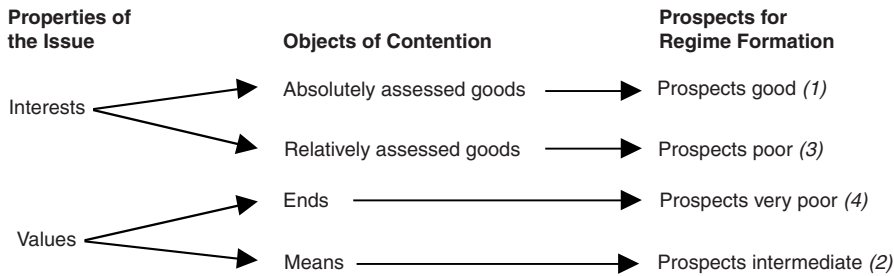 Properties of
the Issue
Objects of Contention
Prospects for
Regime Formation
Interests
Absolutely assessed goods
Prospects good (1)
Relatively assessed goods
Prospects poor (3)
Values
Ends
Prospects very poor (4)
Means
Prospects intermediate (2)